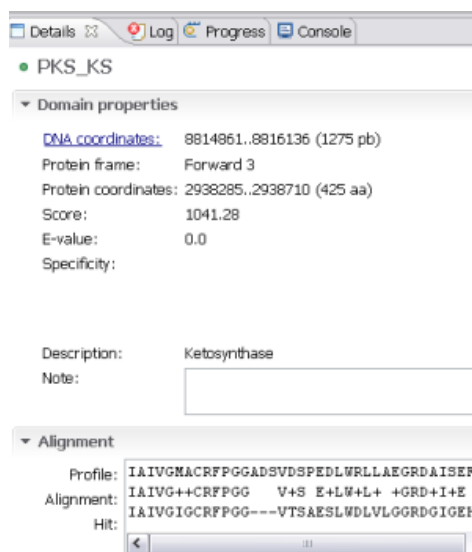 Details Log Progress Console
PKS_KS
Domain properties
DNA coordinates: 8814861..8816136 (1275 pb)
Protein frame: Forward 3
Protein coordinates: 2938285..2938710 (425 aa)
Score: 1041.28
E-value: 0.0
Specificity:
Description: Ketosynthase
Note:
Alignment
Profile: IAIVGMACRFPGGADSVDSPEDLWRLLAEGRDAISEF
Alignment: IAIVG++CRFPGG V+S E+LW+L+ +GRD+I+E
Hit: IAIVGIGCRFPGG---VTSAESLWDLVLGGRDGIGEH